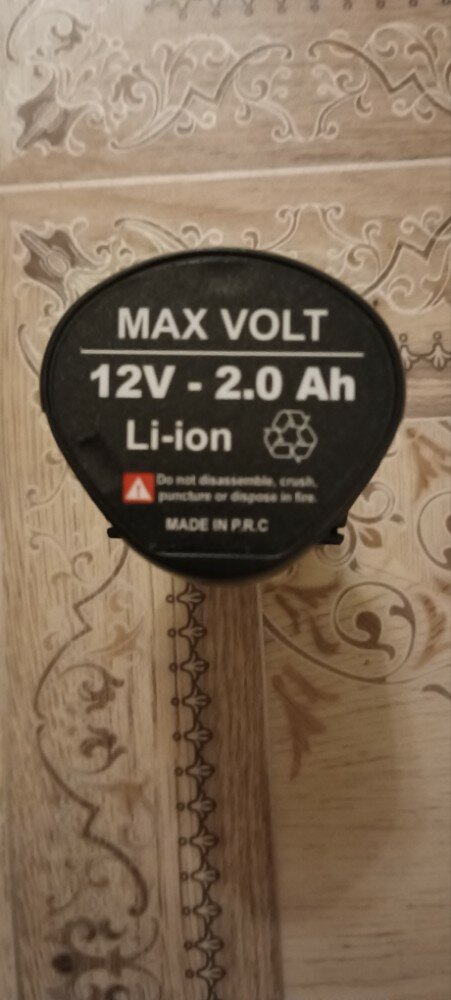 MAX VOLT
12V - 2.0 Ah
Li-ion
Do not disassemble, crush,
puncture or dispose in fire.
MADE IN P.R.C